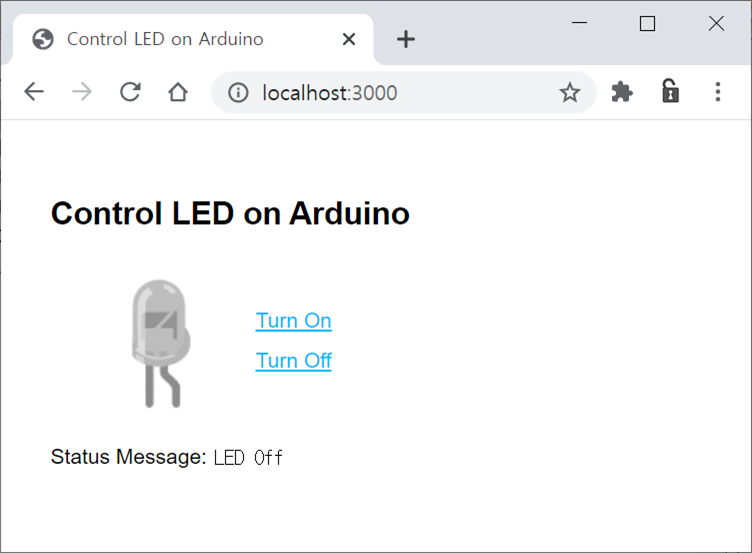 Control LED on Arduino
localhost:3000
Control LED on Arduino
Turn On
Turn Off
Status Message: LED Off